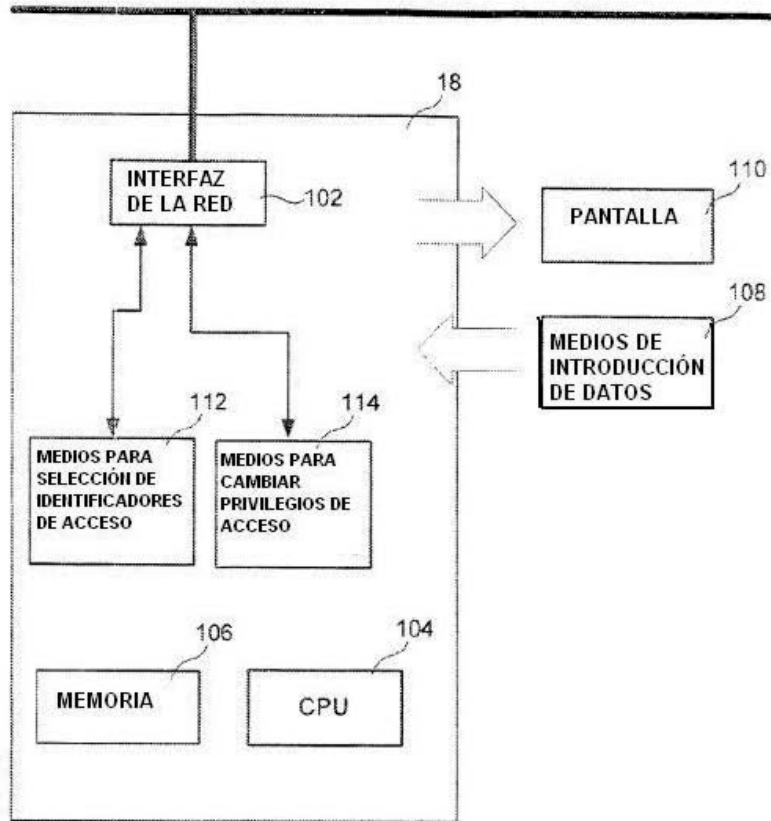 18
INTERFAZ
DE LA RED
102
110
PANTALLA
108
MEDIOS DE
INTRODUCCIÓN
DE DATOS
112
MEDIOS PARA
SELECCIÓN DE
IDENTIFICADORES
DE ACCESO
114
MEDIOS PARA
CAMBIAR
PRIVILEGIOS DE
ACCESO
106
MEMORIA
104
CPU